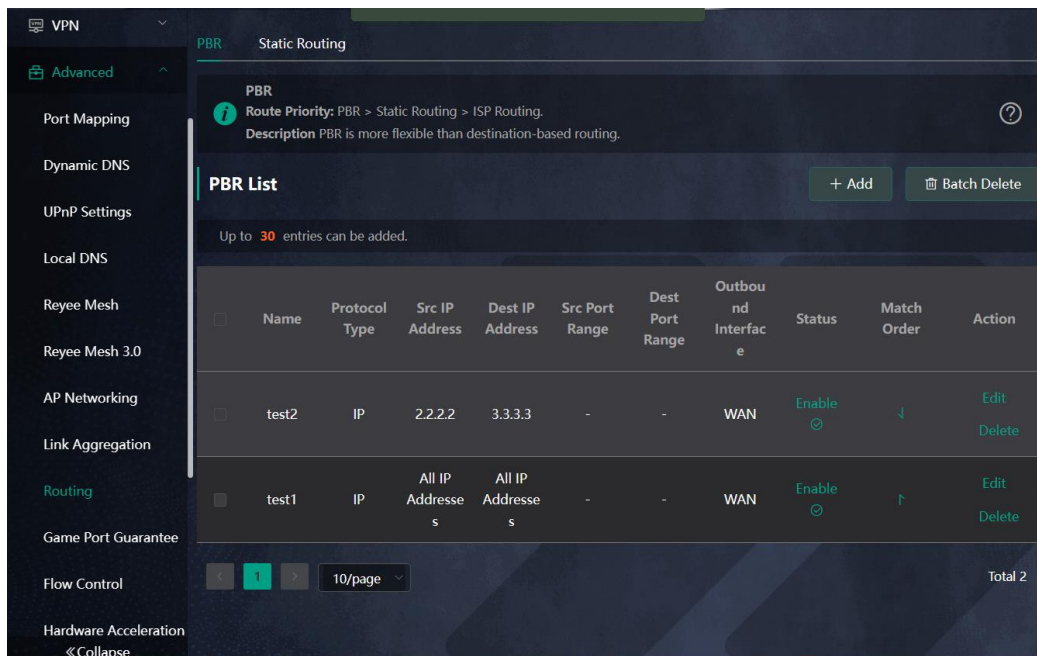 VPN
Advanced
Port Mapping
Dynamic DNS
UPnP Settings
Local DNS
Reyee Mesh
Reyee Mesh 3.0
AP Networking
Link Aggregation
Routing
Game Port Guarantee
Flow Control
Hardware Acceleration
«Collapse
PBR Static Routing
PBR
Route Priority: PBR > Static Routing > ISP Routing.
Description PBR is more flexible than destination-based routing.
PBR List
+ Add
Batch Delete
Up to 30 entries can be added.
Name
Protocol
Type
Src IP
Address
Dest IP
Address
Src Port
Range
Dest
Port
Range
Outbou
nd
Interfac
e
Status
Match
Order
Action
test2
IP
2.2.2.2
3.3.3.3
-
-
WAN
Enable
Edit
Delete
test1
IP
All IP
Addresse
s
All IP
Addresse
s
-
-
WAN
Enable
Edit
Delete
< 1 > 10/page
Total 2